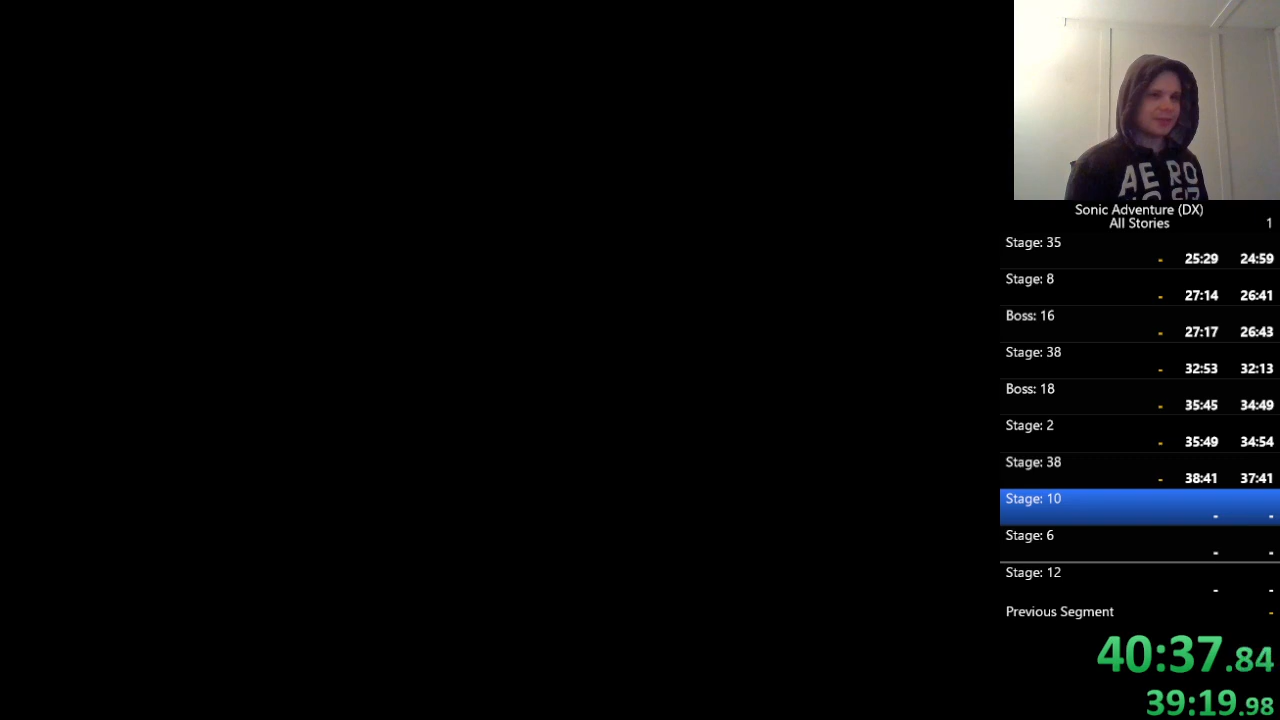 AERO
Sonic Adventure (DX)
All Stories 1
Stage: 35
- 25:29 24:59
Stage: 8
- 27:14 26:41
Boss: 16
- 27:17 26:43
Stage: 38
- 32:53 32:13
Boss: 18
- 35:45 34:49
Stage: 2
- 35:49 34:54
Stage: 38
- 38:41 37:41
Stage: 10
- -
Stage: 6
- -
Stage: 12
- -
Previous Segment -
40:37.84
39:19.98